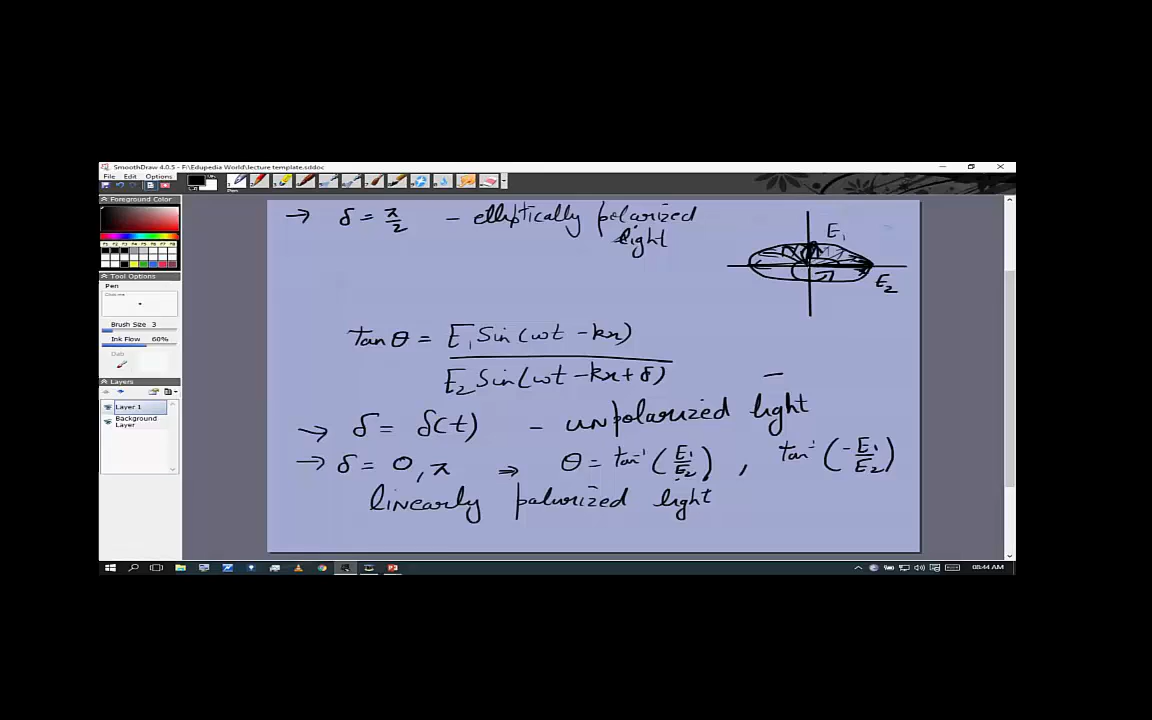 SmoothDraw 4.0.5 - F:\Edupedia World\lecture template.sddoc
File Edit Options
Foreground Color
Tool Options
Pen
Brush Size 3
Ink Flow 60%
Dab
Layers
Layer 1
Background Layer
→ δ = π/2 - elliptically polarized
light
E₁
E₂
tanθ = E₁ Sin(ωt - kx)
E₂ Sin(ωt - kx + δ) -
→ δ = δ(t) - unpolarized light
→ δ = 0, π ⇒ θ = tan⁻¹(E₁/E₂), tan⁻¹(-E₁/E₂)
linearly polarized light
08:44 AM